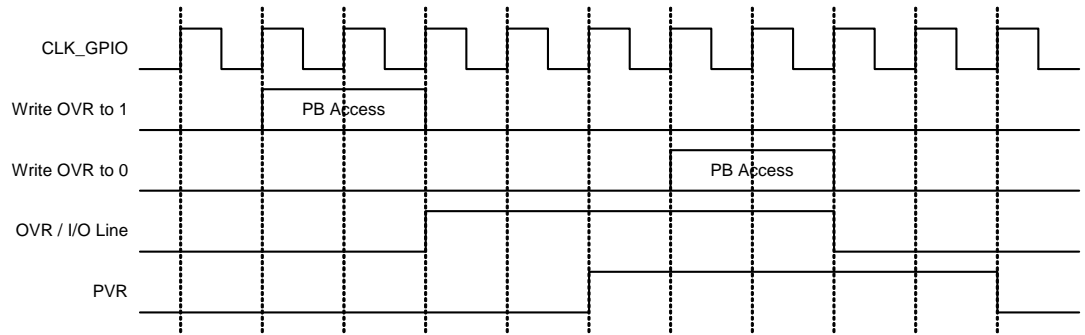 CLK_GPIO
Write OVR to 1
PB Access
Write OVR to 0
PB Access
OVR / I/O Line
PVR